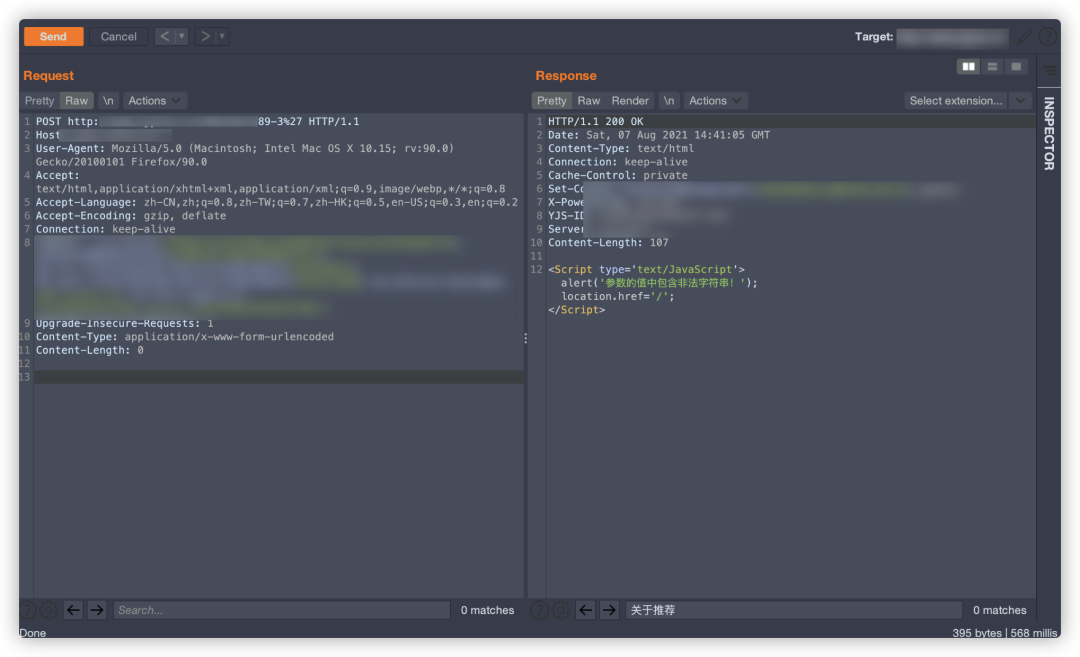 Send Cancel < > Target:
Request
Pretty Raw \n Actions
1 POST http: 89-3%27 HTTP/1.1
2 Host
3 User-Agent: Mozilla/5.0 (Macintosh; Intel Mac OS X 10.15; rv:90.0)
Gecko/20100101 Firefox/90.0
4 Accept:
text/html,application/xhtml+xml,application/xml;q=0.9,image/webp,*/*;q=0.8
5 Accept-Language: zh-CN,zh;q=0.8,zh-TW;q=0.7,zh-HK;q=0.5,en-US;q=0.3,en;q=0.2
6 Accept-Encoding: gzip, deflate
7 Connection: keep-alive
8
9 Upgrade-Insecure-Requests: 1
10 Content-Type: application/x-www-form-urlencoded
11 Content-Length: 0
12
13
? Search... 0 matches
Response
Pretty Raw Render \n Actions Select extension...
1 HTTP/1.1 200 OK
2 Date: Sat, 07 Aug 2021 14:41:05 GMT
3 Content-Type: text/html
4 Connection: keep-alive
5 Cache-Control: private
6 Set-Co
7 X-Powe
8 YJS-ID
9 Server
10 Content-Length: 107
11
12 <Script type='text/JavaScript'>
alert('参数的值中包含非法字符串! ');
location.href='/';
</Script>
? 关于推荐 0 matches
INSPECTOR
Done 395 bytes | 568 millis